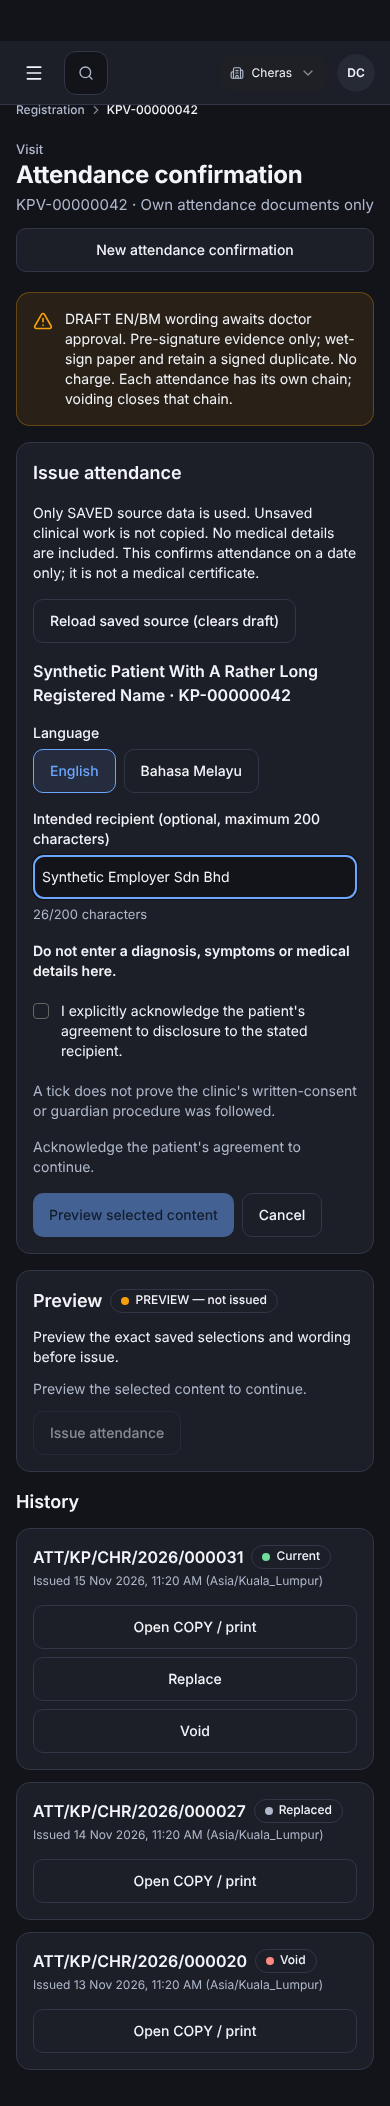 Cheras
DC
Registration > KPV-00000042
Visit
Attendance confirmation
KPV-00000042 · Own attendance documents only
New attendance confirmation
DRAFT EN/BM wording awaits doctor
approval. Pre-signature evidence only; wet-
sign paper and retain a signed duplicate. No
charge. Each attendance has its own chain;
voiding closes that chain.
Issue attendance
Only SAVED source data is used. Unsaved
clinical work is not copied. No medical details
are included. This confirms attendance on a date
only; it is not a medical certificate.
Reload saved source (clears draft)
Synthetic Patient With A Rather Long
Registered Name · KP-00000042
Language
English
Bahasa Melayu
Intended recipient (optional, maximum 200
characters)
Synthetic Employer Sdn Bhd
26/200 characters
Do not enter a diagnosis, symptoms or medical
details here.
I explicitly acknowledge the patient's
agreement to disclosure to the stated
recipient.
A tick does not prove the clinic's written-consent
or guardian procedure was followed.
Acknowledge the patient's agreement to
continue.
Preview selected content
Cancel
Preview
PREVIEW — not issued
Preview the exact saved selections and wording
before issue.
Preview the selected content to continue.
Issue attendance
History
ATT/KP/CHR/2026/000031
Current
Issued 15 Nov 2026, 11:20 AM (Asia/Kuala_Lumpur)
Open COPY / print
Replace
Void
ATT/KP/CHR/2026/000027
Replaced
Issued 14 Nov 2026, 11:20 AM (Asia/Kuala_Lumpur)
Open COPY / print
ATT/KP/CHR/2026/000020
Void
Issued 13 Nov 2026, 11:20 AM (Asia/Kuala_Lumpur)
Open COPY / print